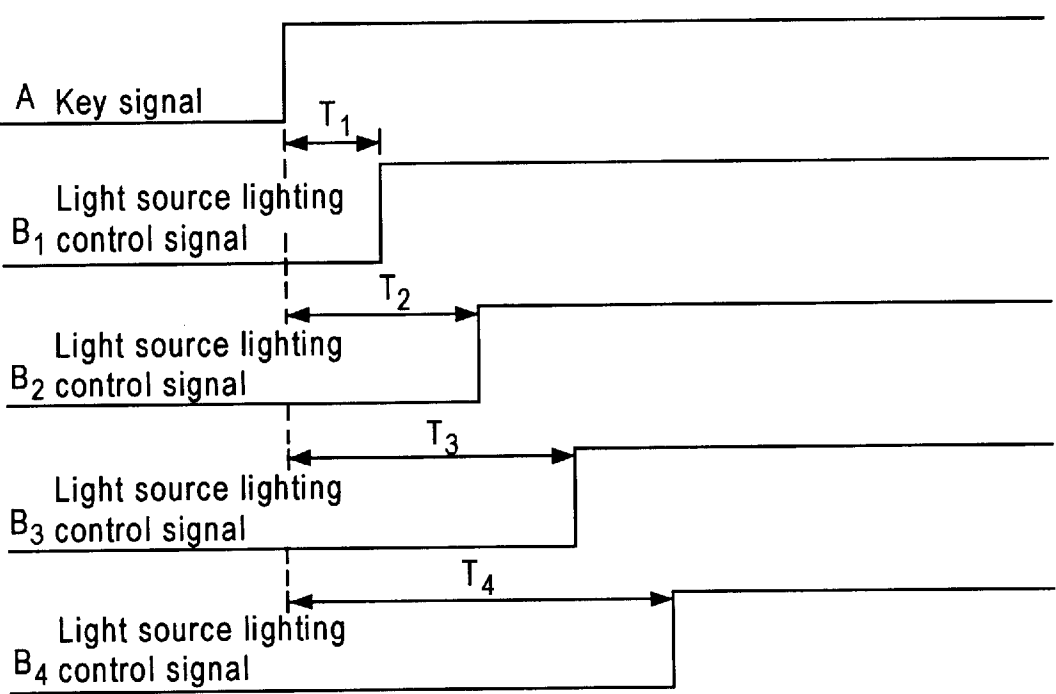 A Key signal
T1
Light source lighting
B1 control signal
T2
Light source lighting
B2 control signal
T3
Light source lighting
B3 control signal
T4
Light source lighting
B4 control signal